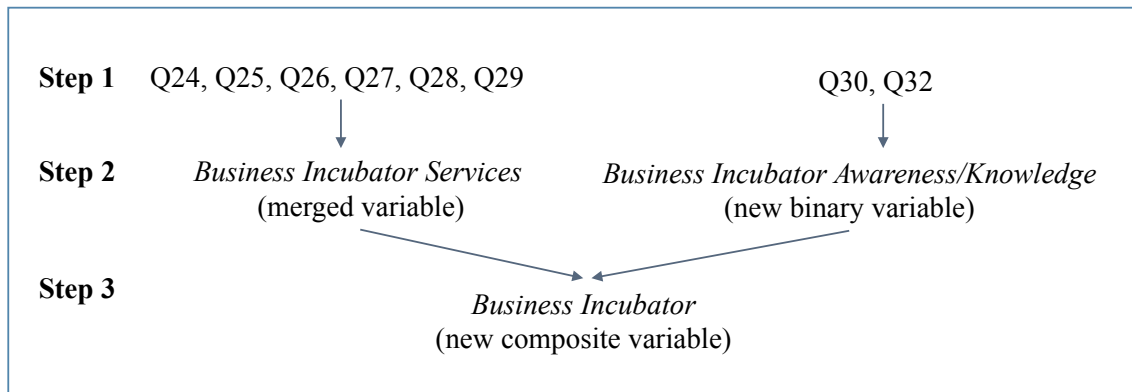 Step 1 Q24, Q25, Q26, Q27, Q28, Q29 Q30, Q32
Step 2 Business Incubator Services Business Incubator Awareness/Knowledge
(merged variable) (new binary variable)
Step 3
Business Incubator
(new composite variable)